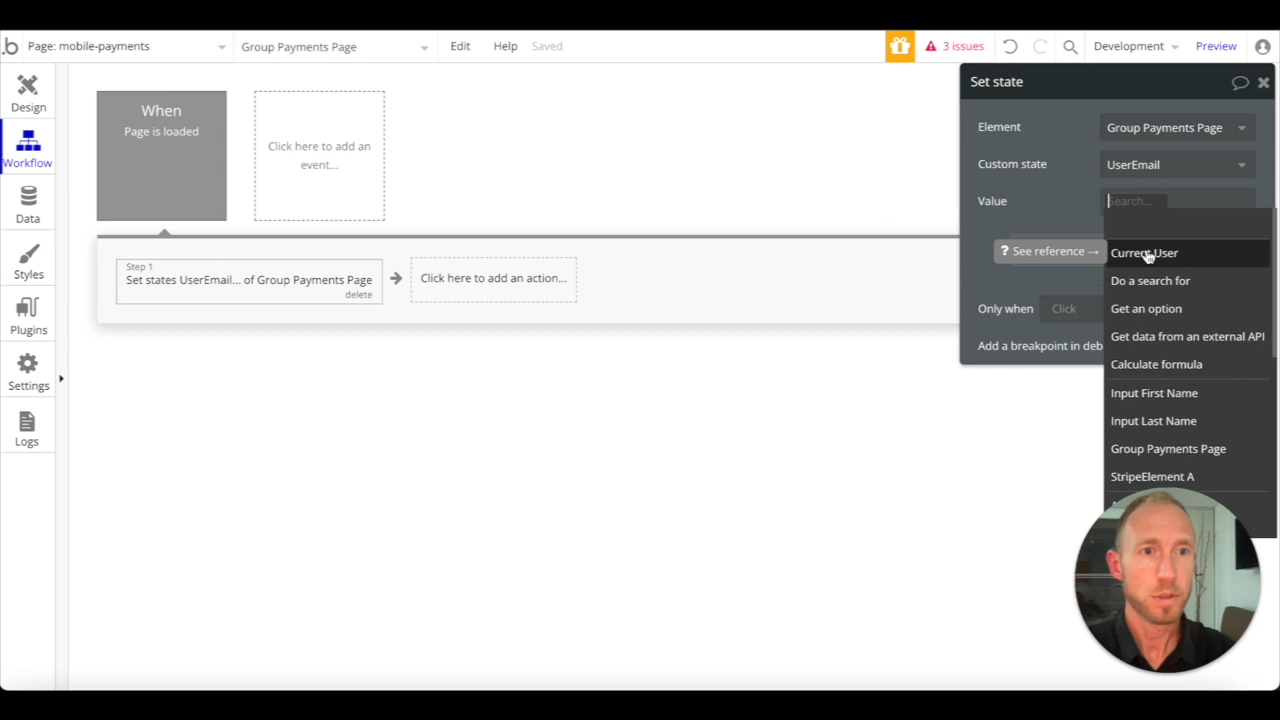 b Page: mobile-payments Group Payments Page Edit Help Saved 3 issues Development Preview
Design
Workflow
Data
Styles
Plugins
Settings
Logs
When
Page is loaded
Click here to add an
event...
Step 1
Set states UserEmail... of Group Payments Page
delete
Click here to add an action...
Set state
Element Group Payments Page
Custom state UserEmail
Value Search...
? See reference →
Only when Click
Add a breakpoint in deb
Current User
Do a search for
Get an option
Get data from an external API
Calculate formula
Input First Name
Input Last Name
Group Payments Page
StripeElement A